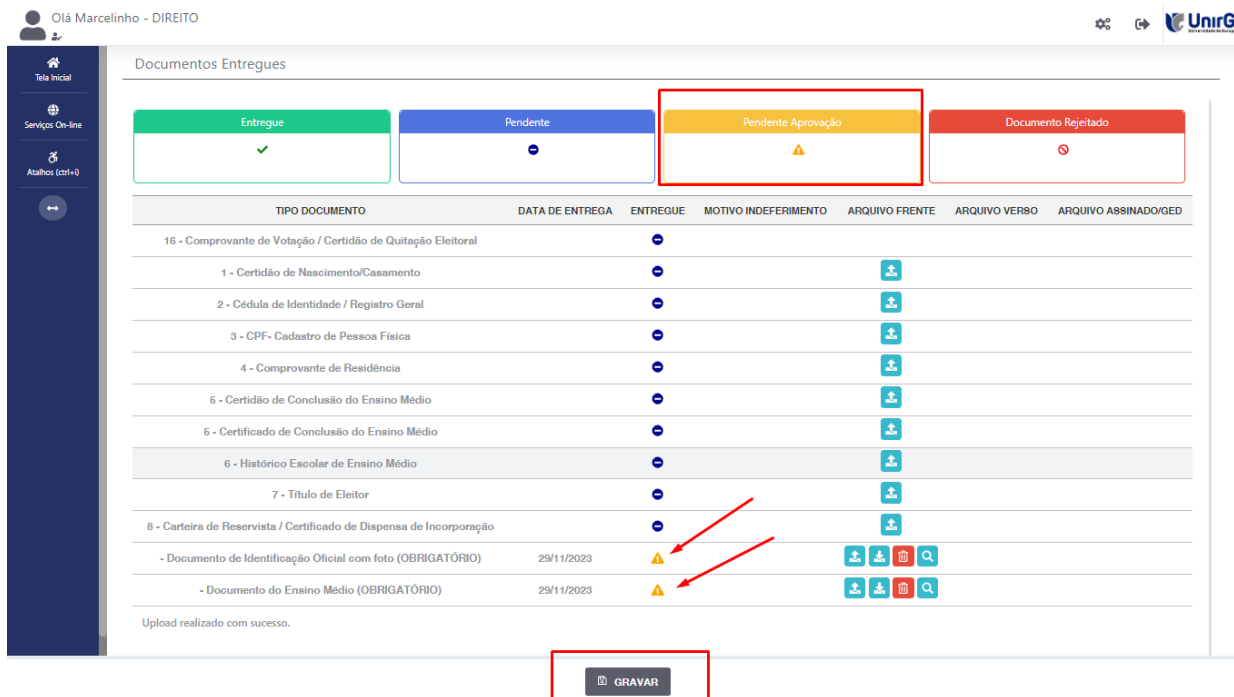 Olá Marcelinho - DIREITO
UnirG
Tela Inicial
Serviços On-line
Atalhos (ctrl+i)
Documentos Entregues
Entregue Pendente Pendente Aprovação Documento Rejeitado
TIPO DOCUMENTO DATA DE ENTREGA ENTREGUE MOTIVO INDEFERIMENTO ARQUIVO FRENTE ARQUIVO VERSO ARQUIVO ASSINADO/GED
16 - Comprovante de Votação / Certidão de Quitação Eleitoral
1 - Certidão de Nascimento/Casamento
2 - Cédula de Identidade / Registro Geral
3 - CPF- Cadastro de Pessoa Física
4 - Comprovante de Residência
5 - Certidão de Conclusão do Ensino Médio
5 - Certificado de Conclusão do Ensino Médio
6 - Histórico Escolar de Ensino Médio
7 - Título de Eleitor
8 - Carteira de Reservista / Certificado de Dispensa de Incorporação
- Documento de Identificação Oficial com foto (OBRIGATÓRIO) 29/11/2023
- Documento do Ensino Médio (OBRIGATÓRIO) 29/11/2023
Upload realizado com sucesso.
GRAVAR